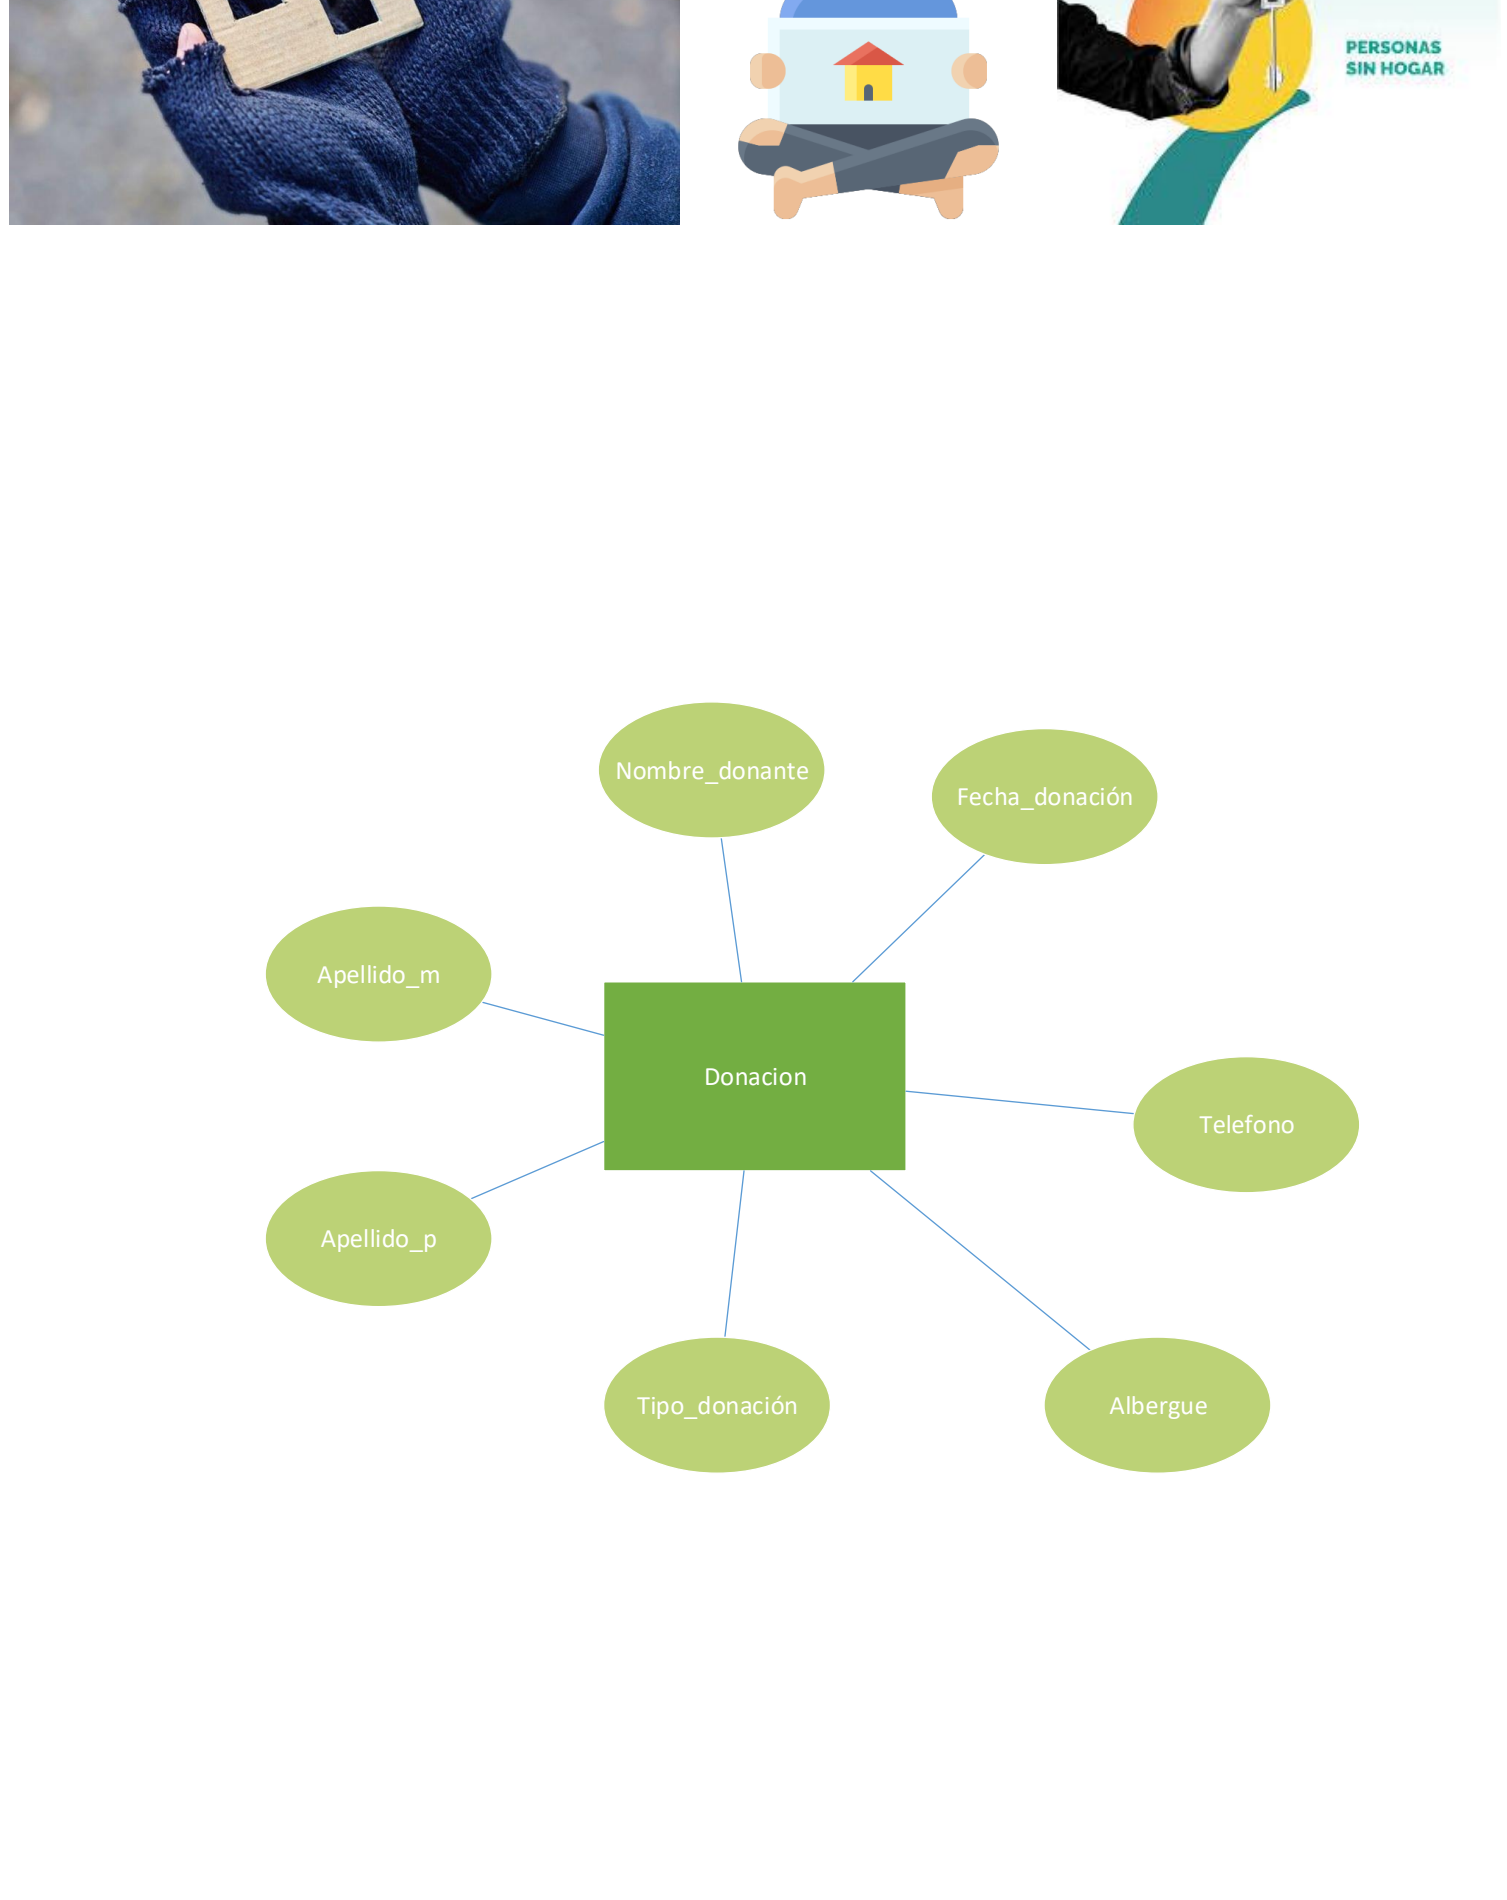 PERSONAS
SIN HOGAR
Nombre_donante
Fecha_donación
Apellido_m
Donacion
Telefono
Apellido_p
Tipo_donación
Albergue